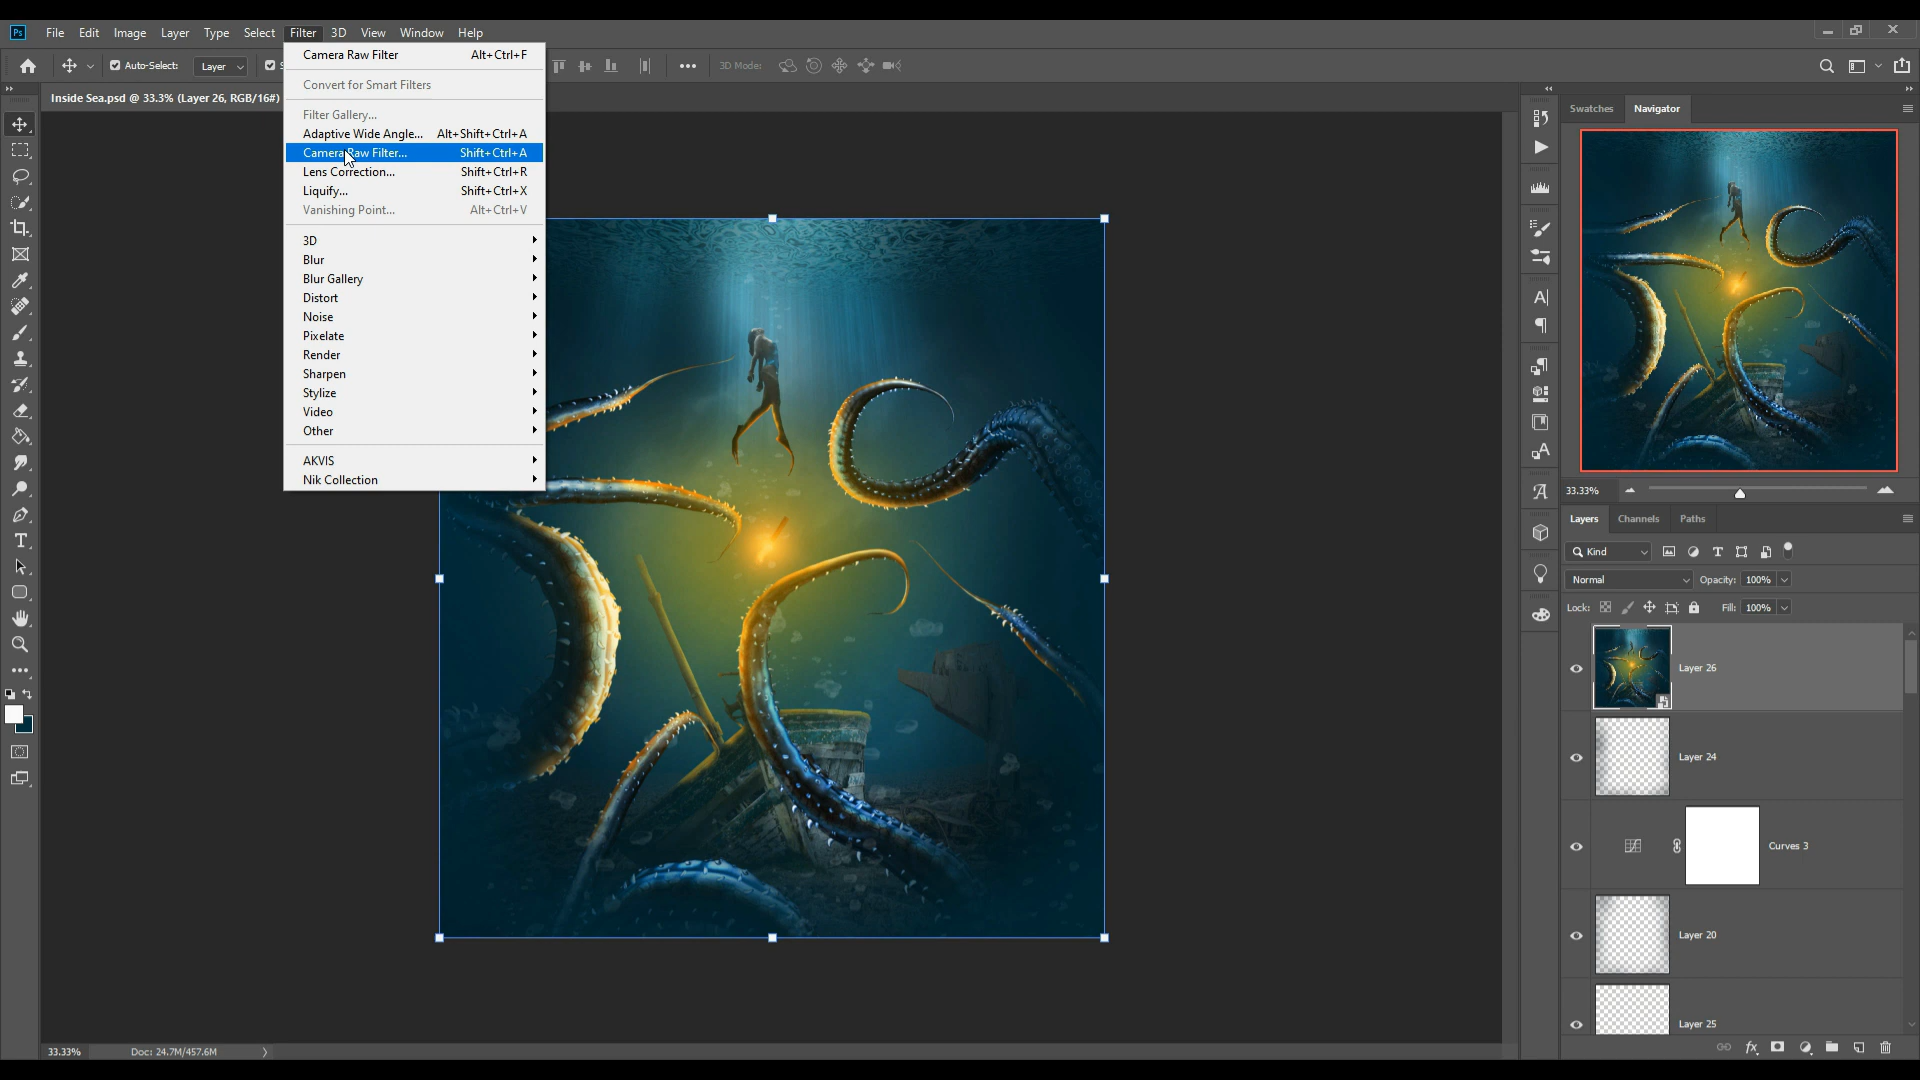 Ps File Edit Image Layer Type Select Filter 3D View Window Help
Auto-Select: Layer
3D Mode:
Inside Sea.psd @ 33.3% (Layer 26, RGB/16#)
Camera Raw Filter Alt+Ctrl+F
Convert for Smart Filters
Filter Gallery...
Adaptive Wide Angle... Alt+Shift+Ctrl+A
Camera Raw Filter... Shift+Ctrl+A
Lens Correction... Shift+Ctrl+R
Liquify... Shift+Ctrl+X
Vanishing Point... Alt+Ctrl+V
3D
Blur
Blur Gallery
Distort
Noise
Pixelate
Render
Sharpen
Stylize
Video
Other
AKVIS
Nik Collection
Swatches Navigator
33.33%
Layers Channels Paths
Kind
Normal Opacity: 100%
Lock: Fill: 100%
Layer 26
Layer 24
Curves 3
Layer 20
Layer 25
fx
33.33% Doc: 24.7M/457.6M